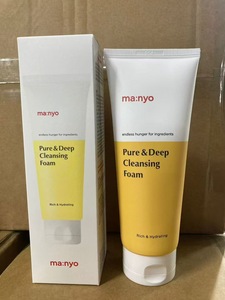 ma:nyo
endless hunger for ingredients
Pure & Deep
Cleansing
Foam
ma:nyo
Rich & Hydrating
ma:nyo
endless hunger for ingredients
Pure & Deep
Cleansing
Foam
Rich & Hydrating